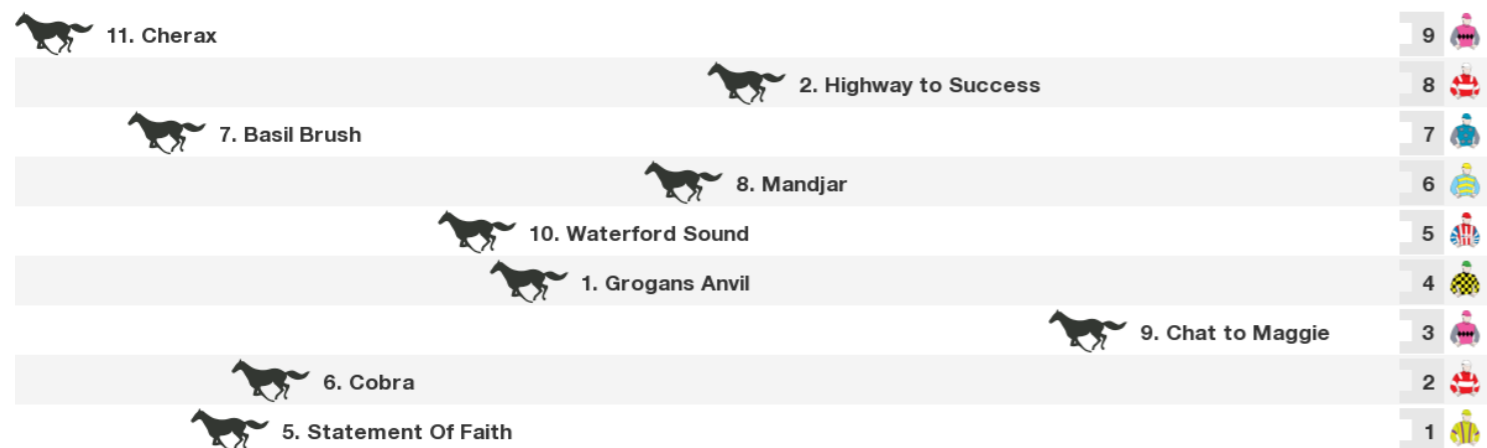 11. Cherax 9
2. Highway to Success 8
7. Basil Brush 7
8. Mandjar 6
10. Waterford Sound 5
1. Grogans Anvil 4
9. Chat to Maggie 3
6. Cobra 2
5. Statement Of Faith 1